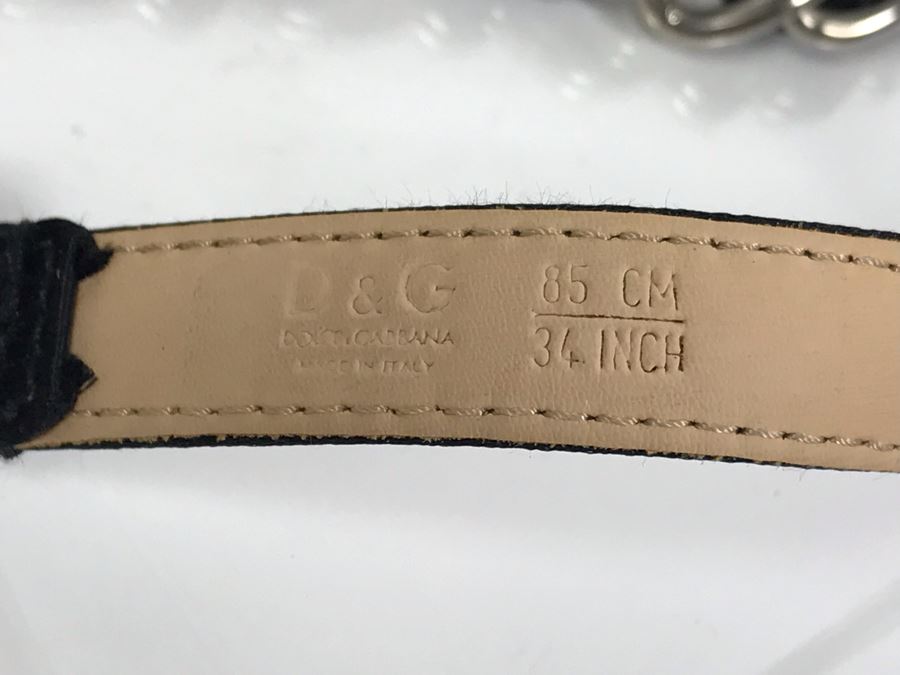 D & G
DOLCE & GABBANA
MADE IN ITALY
85 CM
34 INCH